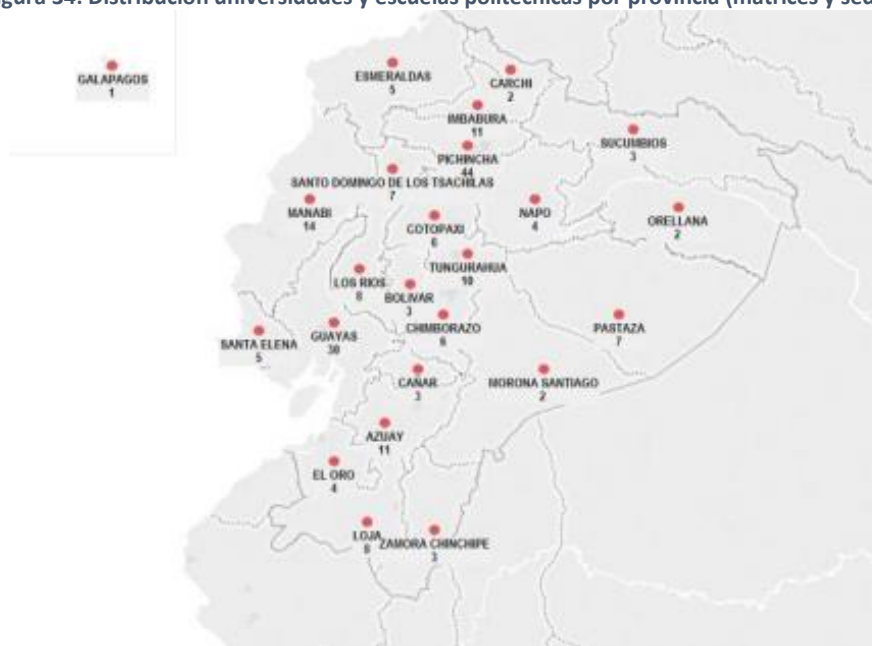 gura 34. Distribución universidades y escuelas politécnicas por provincia (matrices y sed
GALAPAGOS
1
ESMERALDAS
5
CARCHI
2
IMBABURA
11
SUCUMBIOS
3
PICHINCHA
44
SANTO DOMINGO DE LOS TSACHILAS
7
MANABI
14
NAPO
4
ORELLANA
2
COTOPAXI
6
TUNGURAHUA
10
LOS RIOS
8
BOLIVAR
3
CHIMBORAZO
6
PASTAZA
7
SANTA ELENA
5
GUAYAS
30
CAÑAR
3
MORONA SANTIAGO
2
AZUAY
11
EL ORO
4
LOJA
8
ZAMORA CHINCHIPE
3